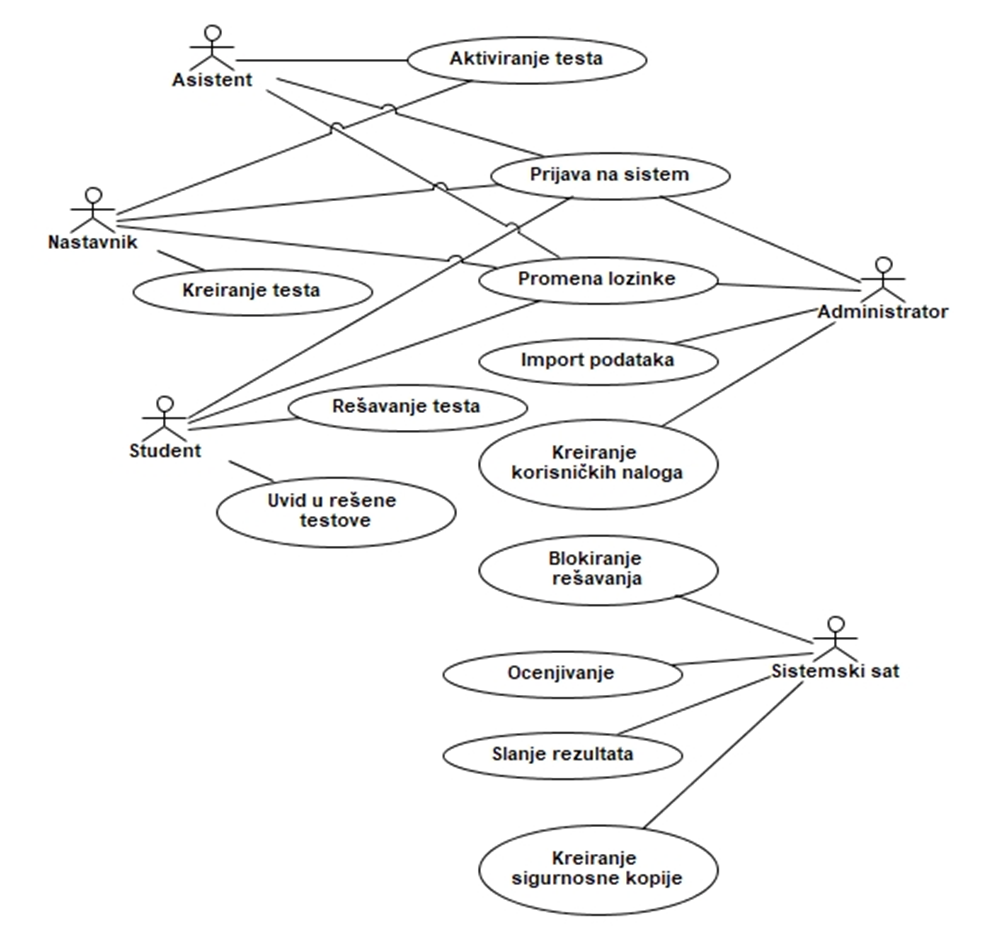 Asistent
Aktiviranje testa
Prijava na sistem
Nastavnik
Kreiranje testa
Promena lozinke
Administrator
Import podataka
Rešavanje testa
Student
Kreiranje
korisničkih naloga
Uvid u rešene
testove
Blokiranje
rešavanja
Ocenjivanje
Sistemski sat
Slanje rezultata
Kreiranje
sigurnosne kopije